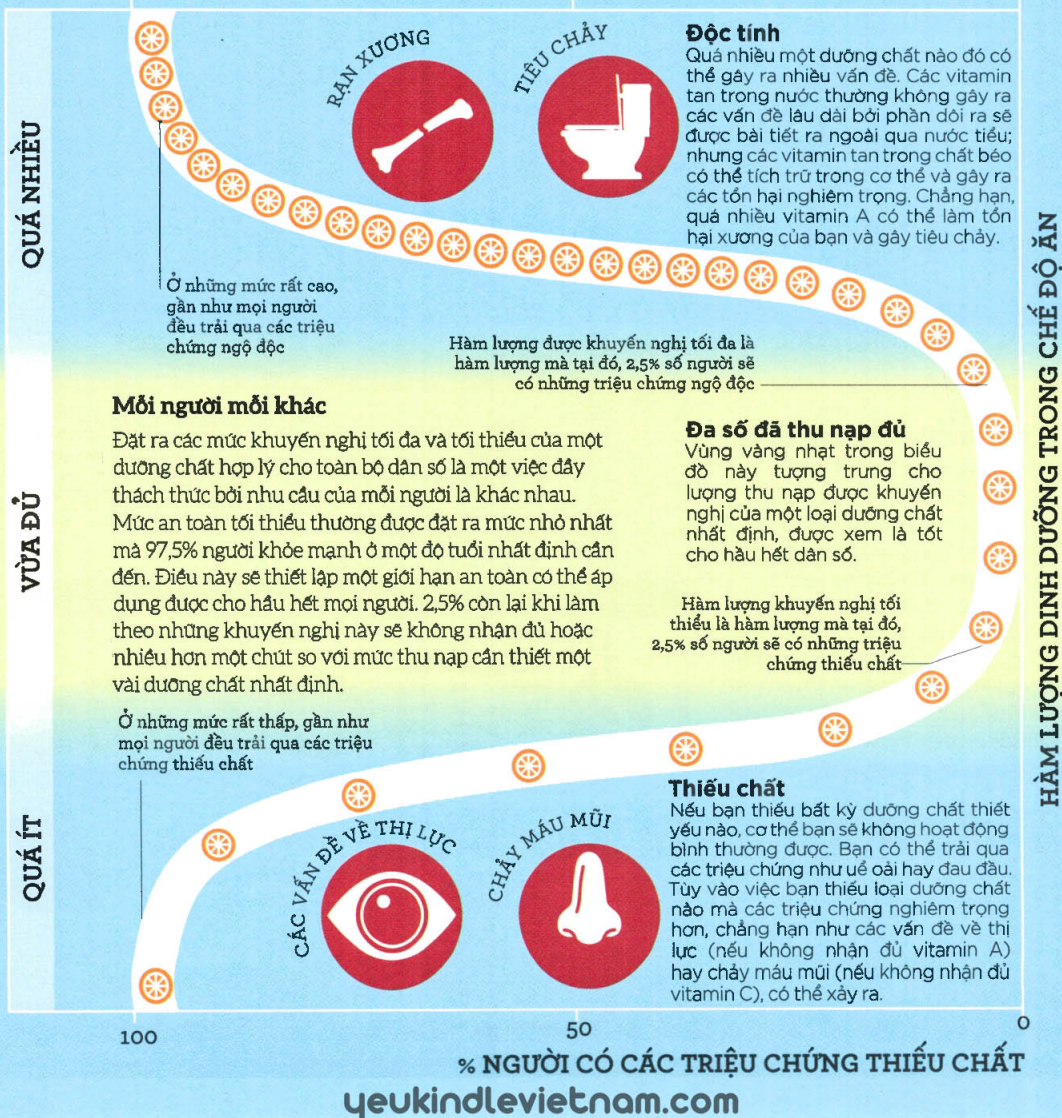 QUÁ NHIỀU
RẠN XƯƠNG
TIÊU CHẢY
Độc tính
Quá nhiều một dưỡng chất nào đó có
thể gây ra nhiều vấn đề. Các vitamin
tan trong nước thường không gây ra
các vấn đề lâu dài bởi phần dôi ra sẽ
được bài tiết ra ngoài qua nước tiểu;
nhưng các vitamin tan trong chất béo
có thể tích trữ trong cơ thể và gây ra
các tổn hại nghiêm trọng. Chẳng hạn,
quá nhiều vitamin A có thể làm tổn
hại xương của bạn và gây tiêu chảy.
Ở những mức rất cao,
gần như mọi người
đều trải qua các triệu
chứng ngộ độc
Hàm lượng được khuyến nghị tối đa là
hàm lượng mà tại đó, 2,5% số người sẽ
có những triệu chứng ngộ độc
VỪA ĐỦ
Mỗi người mỗi khác
Đặt ra các mức khuyến nghị tối đa và tối thiểu của một
dưỡng chất hợp lý cho toàn bộ dân số là một việc đầy
thách thức bởi nhu cầu của mỗi người là khác nhau.
Mức an toàn tối thiểu thường được đặt ra mức nhỏ nhất
mà 97,5% người khỏe mạnh ở một độ tuổi nhất định cần
đến. Điều này sẽ thiết lập một giới hạn an toàn có thể áp
dụng được cho hầu hết mọi người. 2,5% còn lại khi làm
theo những khuyến nghị này sẽ không nhận đủ hoặc
nhiều hơn một chút so với mức thu nạp cần thiết một
vài dưỡng chất nhất định.
Đa số đã thu nạp đủ
Vùng vàng nhạt trong biểu
đồ này tượng trưng cho
lượng thu nạp được khuyến
nghị của một loại dưỡng chất
nhất định, được xem là tốt
cho hầu hết dân số.
Hàm lượng khuyến nghị tối
thiểu là hàm lượng mà tại đó,
2,5% số người sẽ có những triệu
chứng thiếu chất
QUÁ ÍT
Ở những mức rất thấp, gần như
mọi người đều trải qua các triệu
chứng thiếu chất
CÁC VẤN ĐỀ VỀ THỊ LỰC
CHẢY MÁU MŨI
Thiếu chất
Nếu bạn thiếu bất kỳ dưỡng chất thiết
yếu nào, cơ thể bạn sẽ không hoạt động
bình thường được. Bạn có thể trải qua
các triệu chứng như uể oải hay đau đầu.
Tùy vào việc bạn thiếu loại dưỡng chất
nào mà các triệu chứng nghiêm trọng
hơn, chẳng hạn như các vấn đề về thị
lực (nếu không nhận đủ vitamin A)
hay chảy máu mũi (nếu không nhận đủ
vitamin C), có thể xảy ra.
HÀM LƯỢNG DINH DƯỠNG TRONG CHẾ ĐỘ ĂN
100
50
0
% NGƯỜI CÓ CÁC TRIỆU CHỨNG THIẾU CHẤT
yeukindlevietnam.com